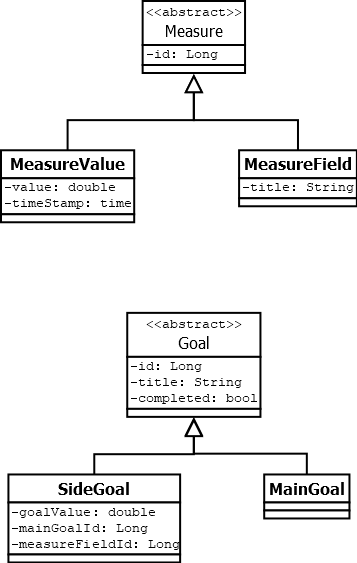 <<abstract>>
Measure
-id: Long
MeasureValue
-value: double
-timeStamp: time
MeasureField
-title: String
<<abstract>>
Goal
-id: Long
-title: String
-completed: bool
SideGoal
-goalValue: double
-mainGoalId: Long
-measureFieldId: Long
MainGoal